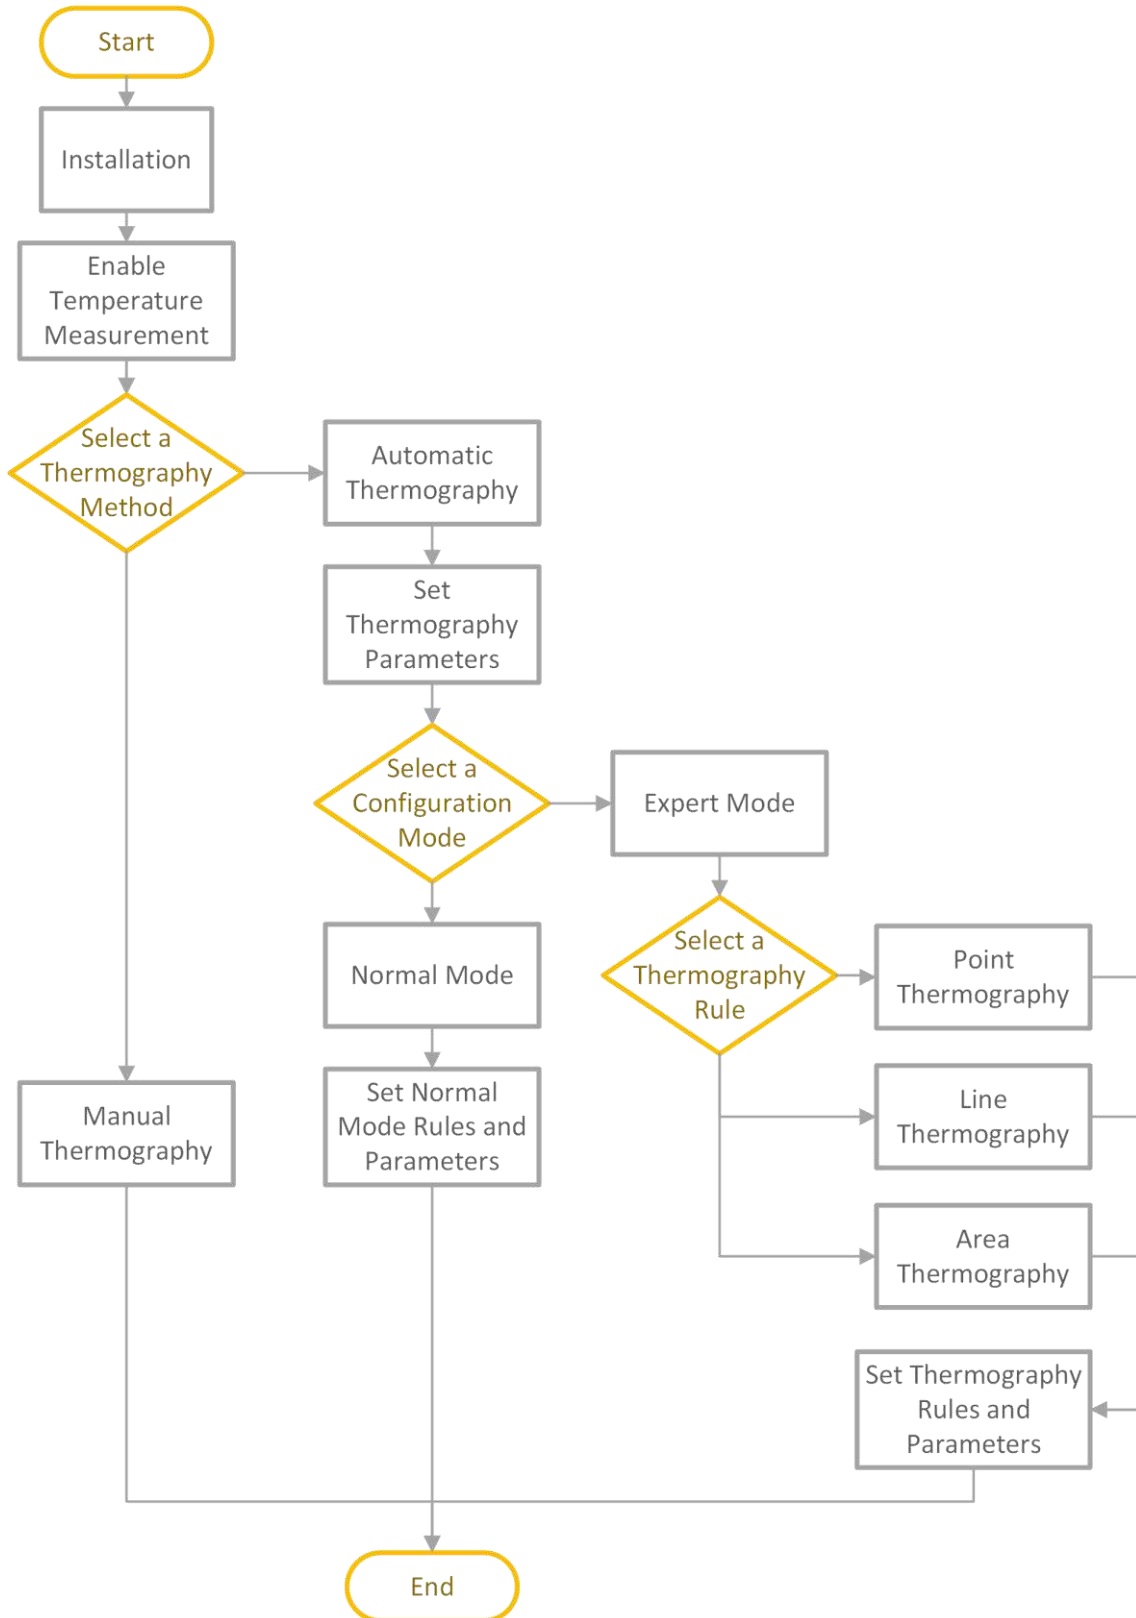 Start
Installation
Enable
Temperature
Measurement
Select a
Thermography
Method
Automatic
Thermography
Set
Thermography
Parameters
Select a
Configuration
Mode
Expert Mode
Normal Mode
Select a
Thermography
Rule
Point
Thermography
Line
Thermography
Area
Thermography
Set Normal
Mode Rules and
Parameters
Manual
Thermography
Set Thermography
Rules and
Parameters
End